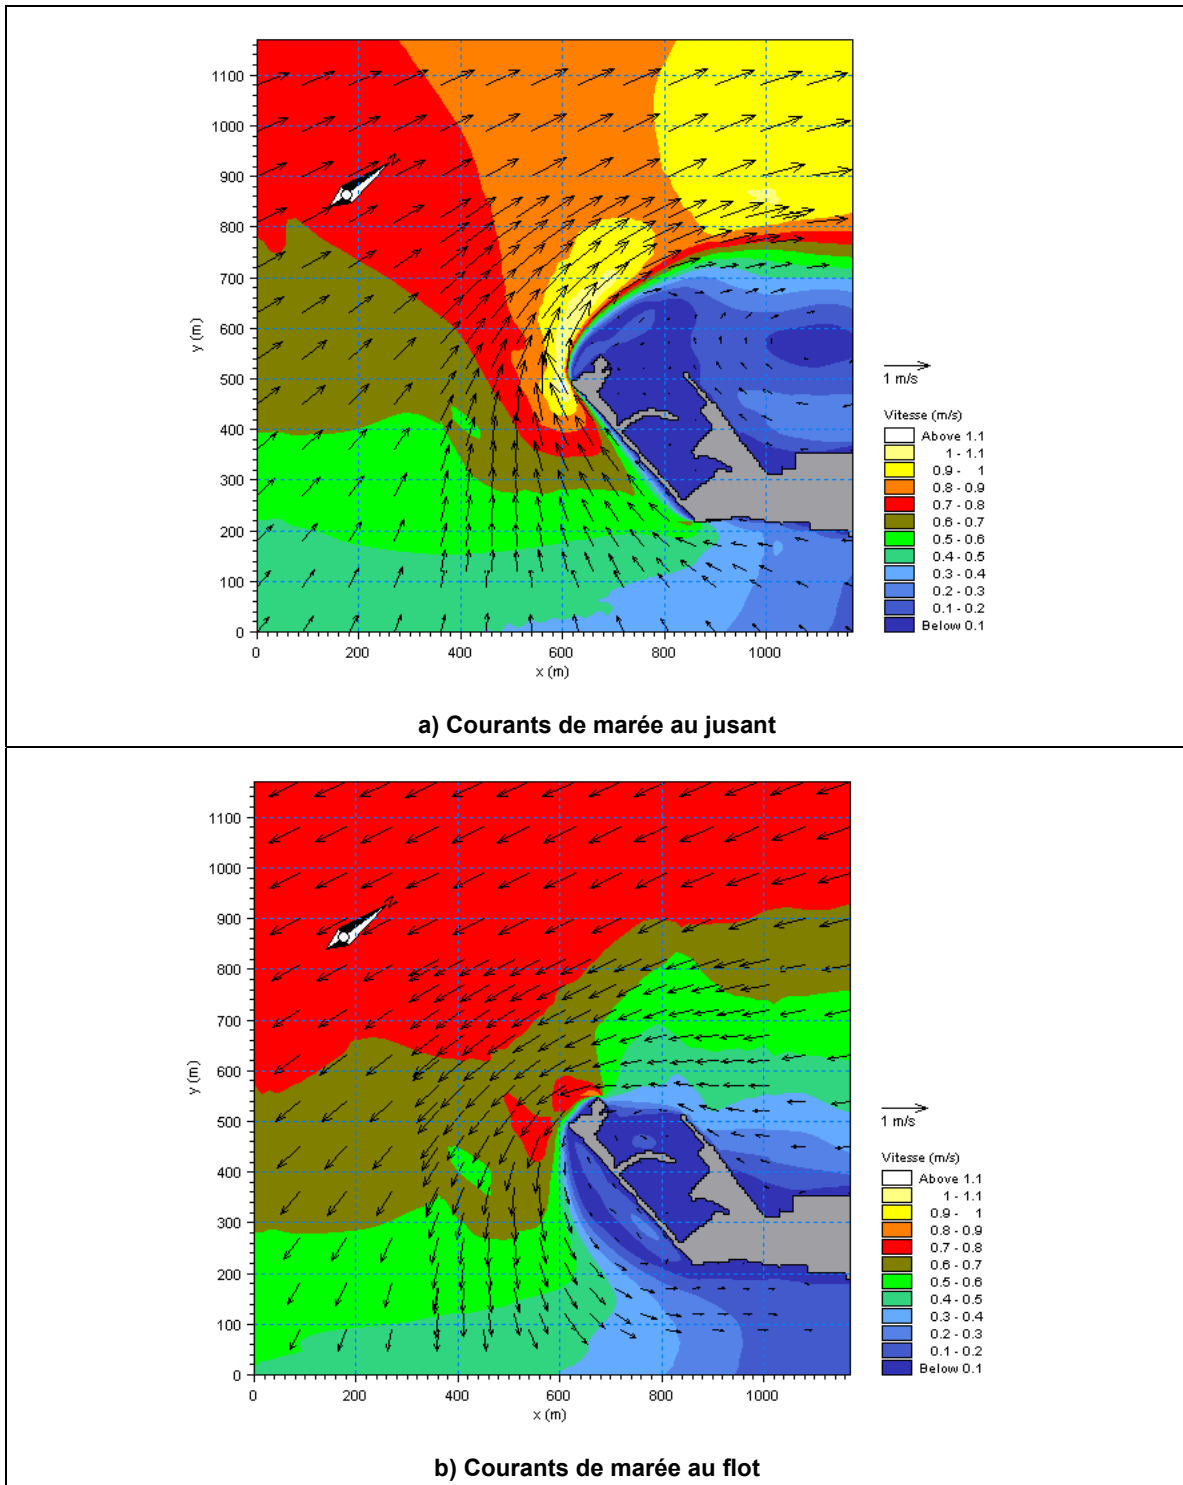 1100
1000
900
800
700
600
500
400
300
200
100
0
y (m)
N
0 200 400 600 800 1000
x (m)
1 m/s
Vitesse (m/s)
Above 1.1
1 - 1.1
0.9 - 1
0.8 - 0.9
0.7 - 0.8
0.6 - 0.7
0.5 - 0.6
0.4 - 0.5
0.3 - 0.4
0.2 - 0.3
0.1 - 0.2
Below 0.1
a) Courants de marée au jusant
1100
1000
900
800
700
600
500
400
300
200
100
0
y (m)
N
0 200 400 600 800 1000
x (m)
1 m/s
Vitesse (m/s)
Above 1.1
1 - 1.1
0.9 - 1
0.8 - 0.9
0.7 - 0.8
0.6 - 0.7
0.5 - 0.6
0.4 - 0.5
0.3 - 0.4
0.2 - 0.3
0.1 - 0.2
Below 0.1
b) Courants de marée au flot